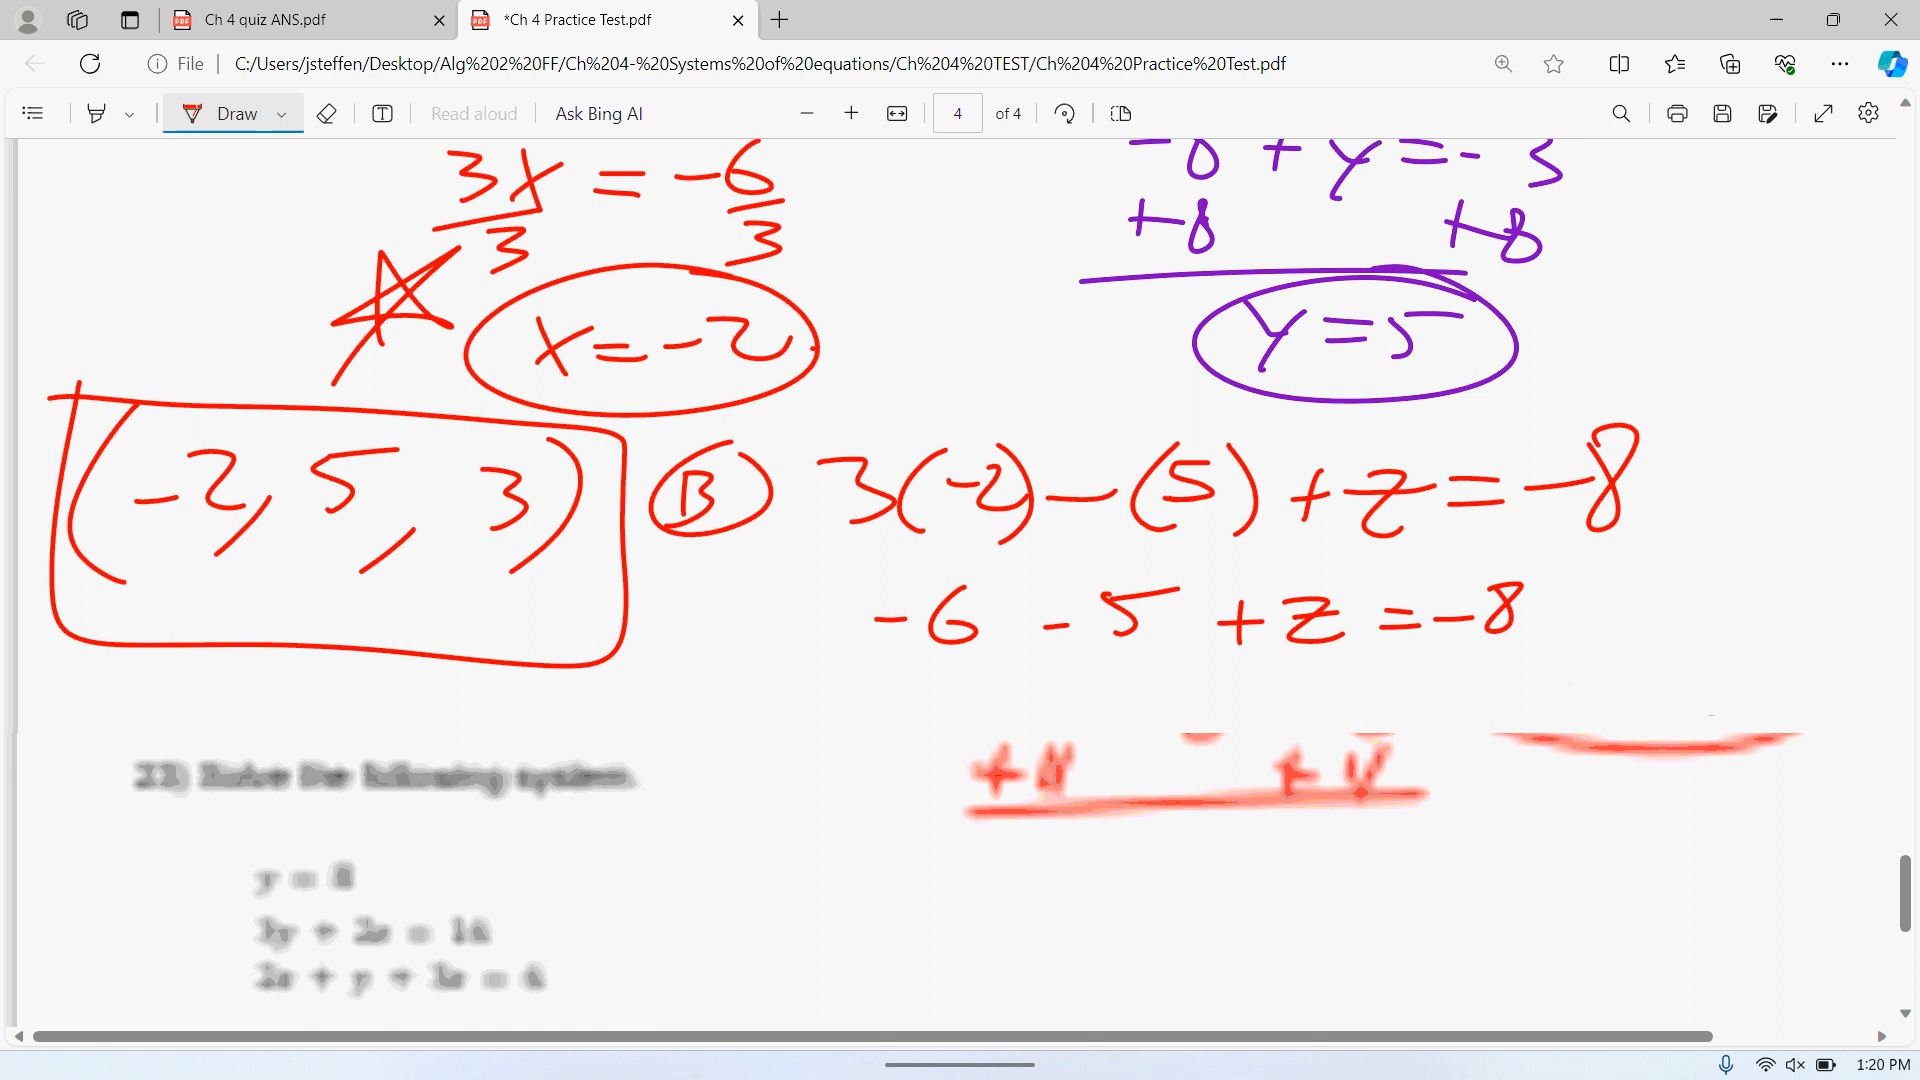 Ch 4 quiz ANS.pdf
*Ch 4 Practice Test.pdf
File
C:/Users/jsteffen/Desktop/Alg%202%20FF/Ch%204-%20Systems%20of%20equations/Ch%204%20TEST/Ch%204%20Practice%20Test.pdf
Draw
Read aloud
Ask Bing AI
4 of 4
3x = -6
3 3
x = -2
+8 +8
y = 5
(-2, 5, 3)
B 3(-2) - (5) + z = -8
-6 - 5 + z = -8
1:20 PM